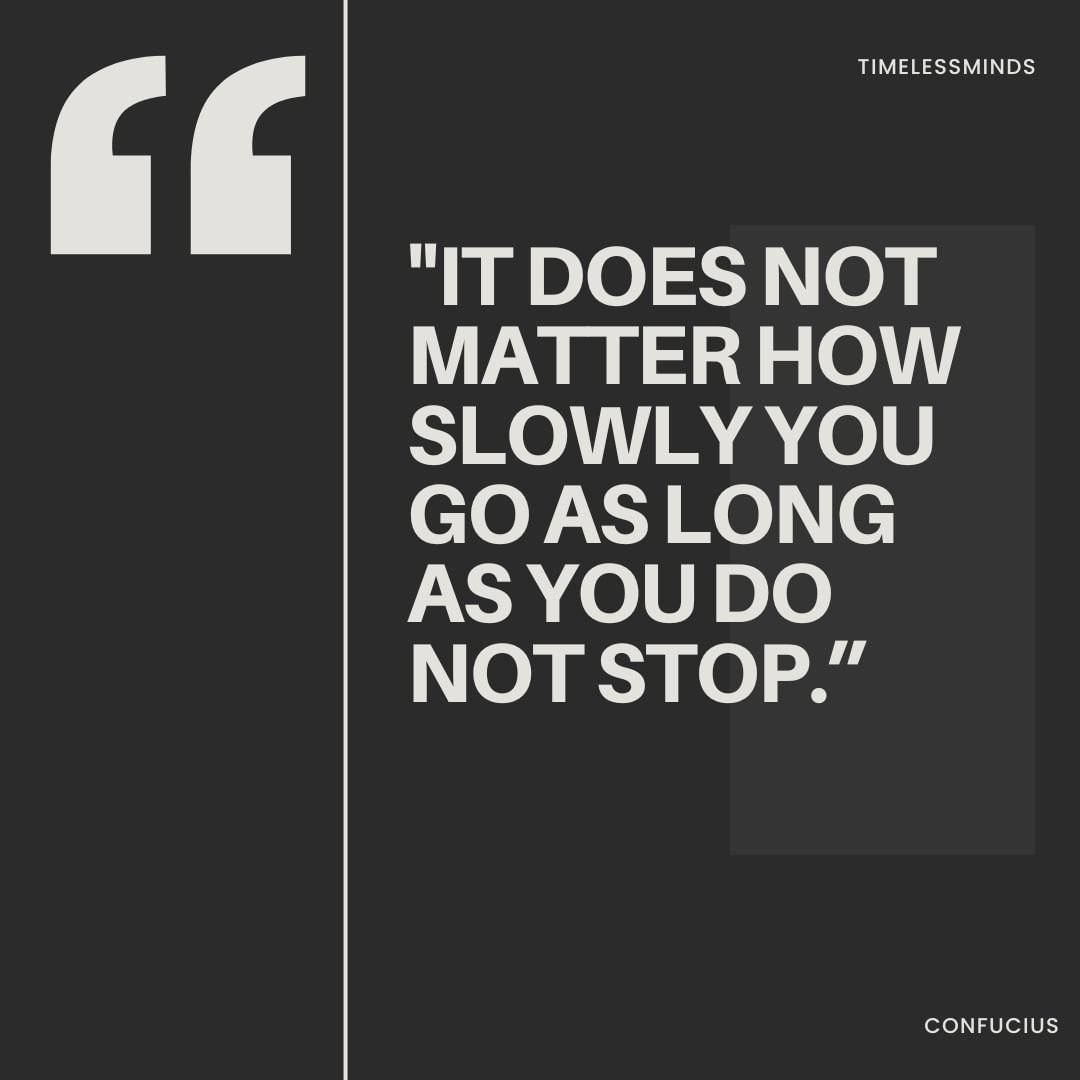 “
TIMELESSMINDS
"IT DOES NOT
MATTER HOW
SLOWLY YOU
GO AS LONG
AS YOU DO
NOT STOP.”
CONFUCIUS